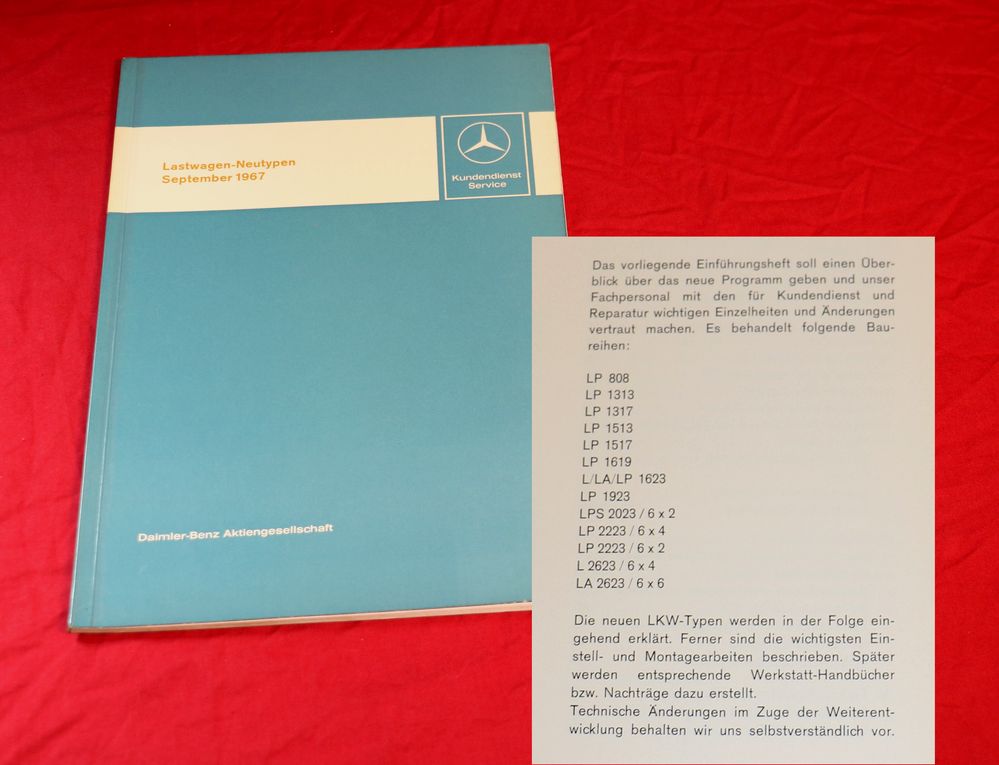 Lastwagen-Neutypen
September 1967
Kundendienst
Service
Daimler-Benz Aktiengesellschaft
Das vorliegende Einführungsheft soll einen Über-
blick über das neue Programm geben und unser
Fachpersonal mit den für Kundendienst und
Reparatur wichtigen Einzelheiten und Änderungen
vertraut machen. Es behandelt folgende Bau-
reihen:
LP 808
LP 1313
LP 1317
LP 1513
LP 1517
LP 1619
L/LA/LP 1623
LP 1923
LPS 2023 / 6 x 2
LP 2223 / 6 x 4
LP 2223 / 6 x 2
L 2623 / 6 x 4
LA 2623 / 6 x 6
Die neuen LKW-Typen werden in der Folge ein-
gehend erklärt. Ferner sind die wichtigsten Ein-
stell- und Montagearbeiten beschrieben. Später
werden entsprechende Werkstatt-Handbücher
bzw. Nachträge dazu erstellt.
Technische Änderungen im Zuge der Weiterent-
wicklung behalten wir uns selbstverständlich vor.